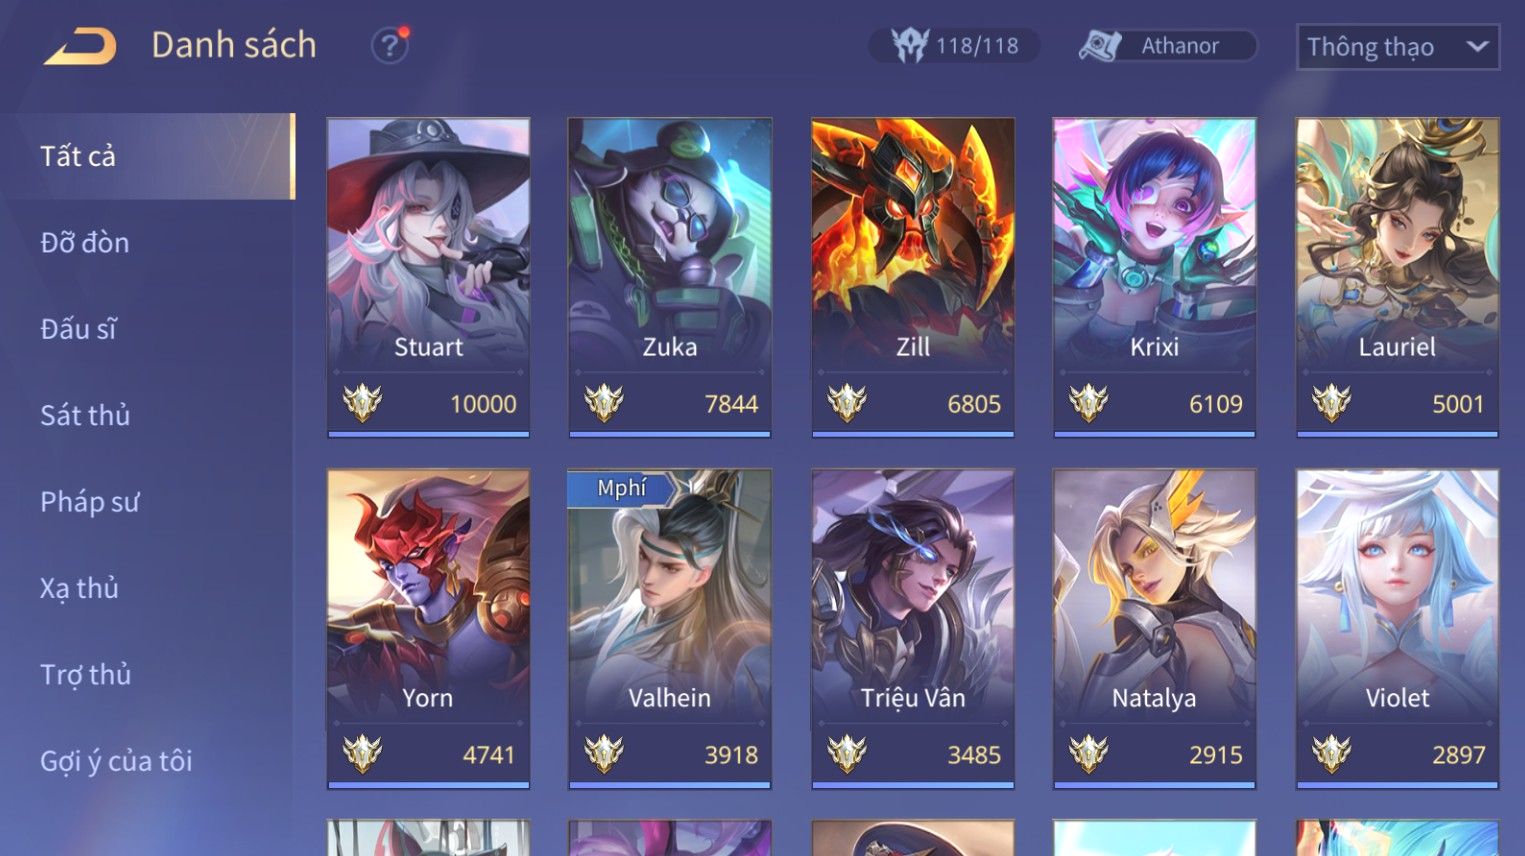 Danh sách
?
118/118
Athanor
Thông thạo
Tất cả
Đỡ đòn
Đấu sĩ
Sát thủ
Pháp sư
Xạ thủ
Trợ thủ
Gợi ý của tôi
Stuart
10000
Zuka
7844
Zill
6805
Krixi
6109
Lauriel
5001
Yorn
4741
Mphí
Valhein
3918
Triệu Vân
3485
Natalya
2915
Violet
2897